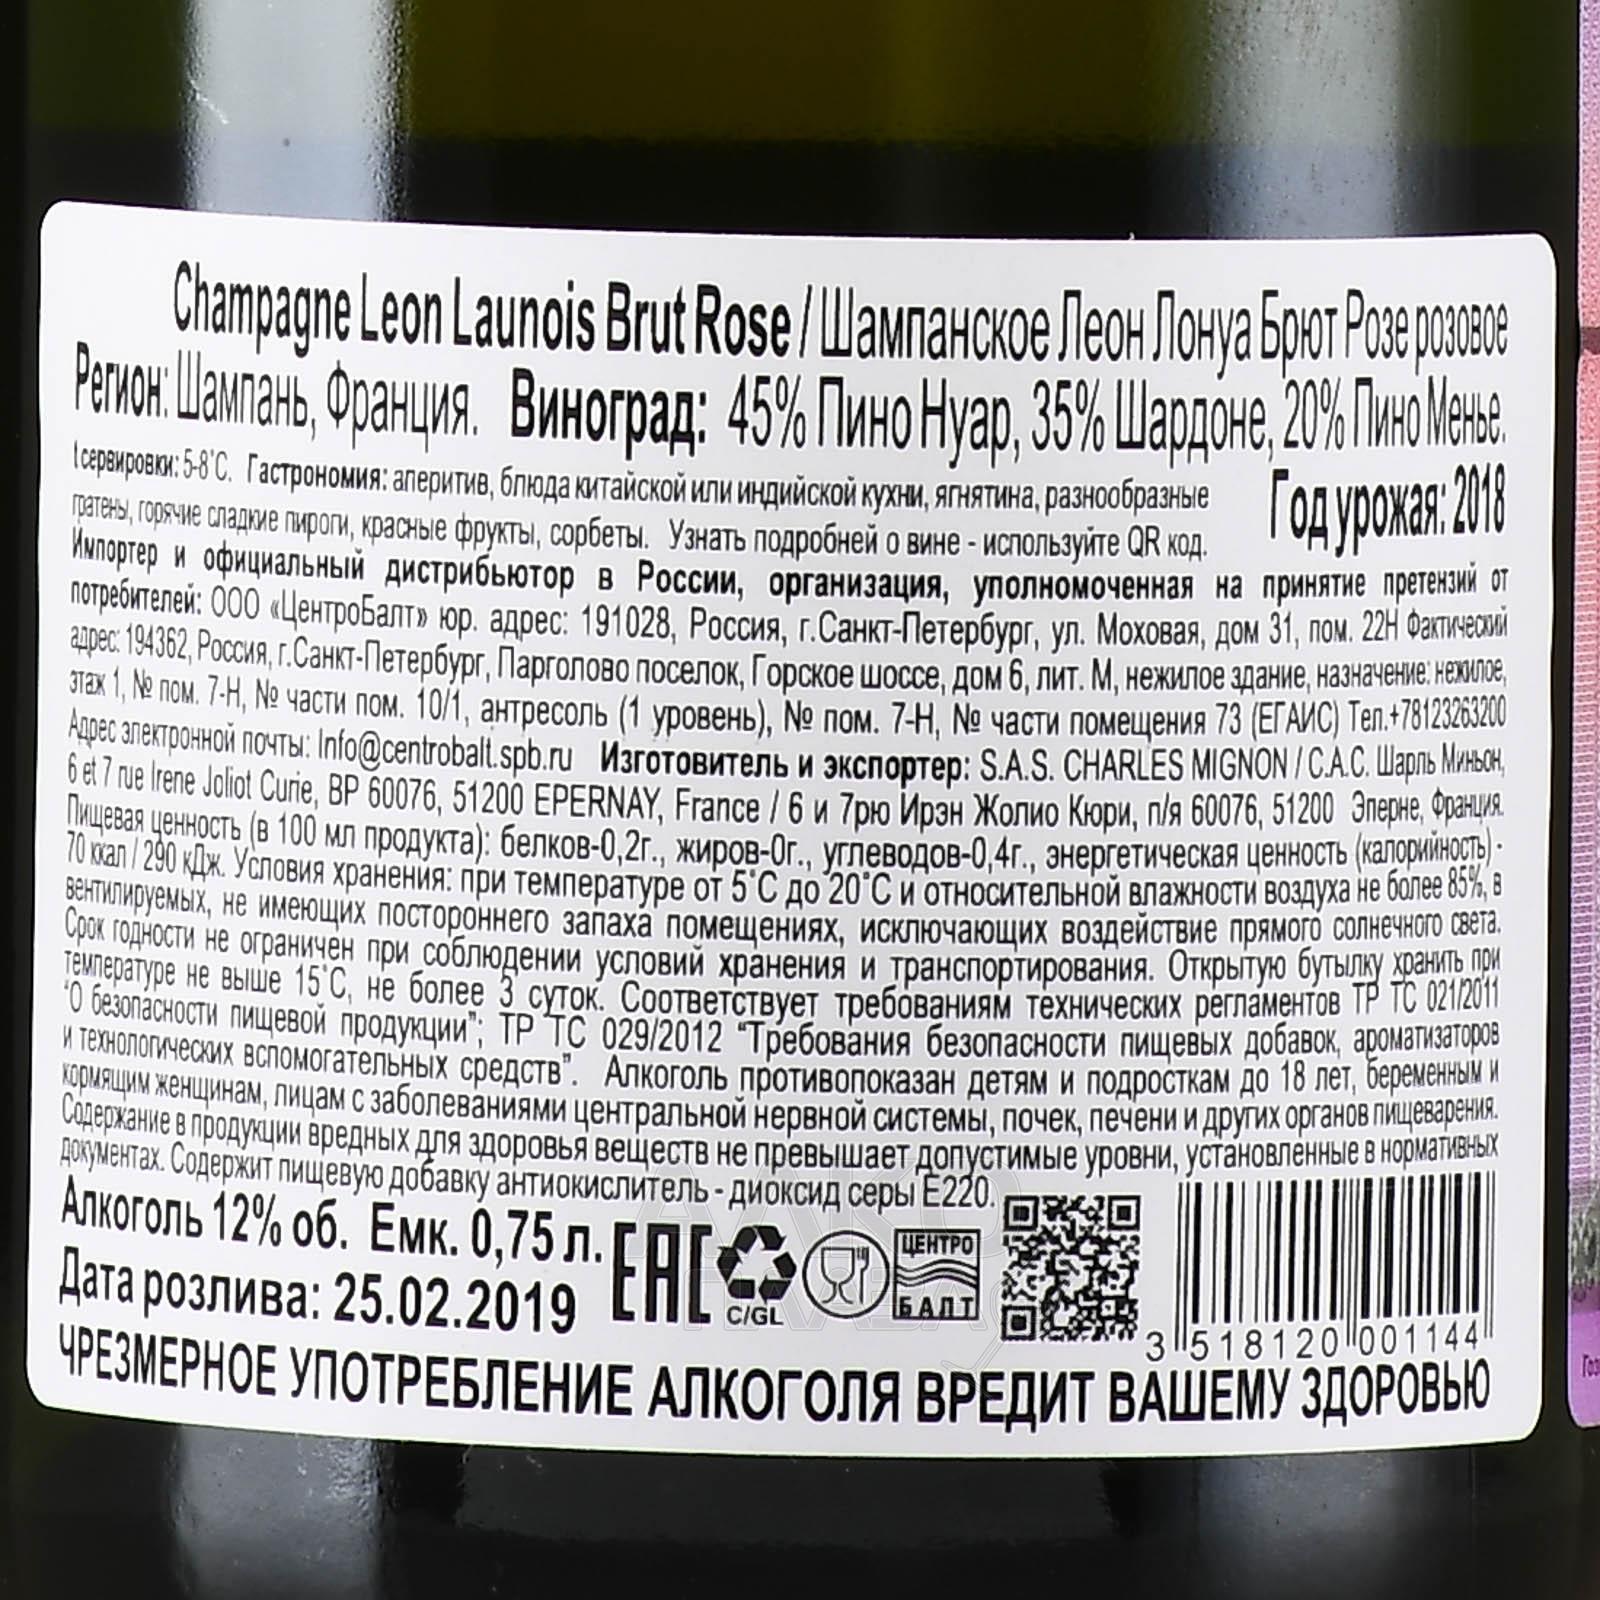 Champagne Leon Launois Brut Rose / Шампанское Леон Лонуа Брют Розе розовое
Регион: Шампань, Франция. Виноград: 45% Пино Нуар, 35% Шардоне, 20% Пино Менье.
t сервировки: 5-8°C. Гастрономия: аперитив, блюда китайской или индийской кухни, ягнятина, разнообразные
гратены, горячие сладкие пироги, красные фрукты, сорбеты. Узнать подробней о вине - используйте QR код.
Год урожая: 2018
Импортер и официальный дистрибьютор в России, организация, уполномоченная на принятие претензий от
потребителей: ООО «ЦентроБалт» юр. адрес: 191028, Россия, г.Санкт-Петербург, ул. Моховая, дом 31, пом. 22Н Фактический
адрес: 194362, Россия, г.Санкт-Петербург, Парголово поселок, Горское шоссе, дом 6, лит. М, нежилое здание, назначение: нежилое,
этаж 1, № пом. 7-Н, № части пом. 10/1, антресоль (1 уровень), № пом. 7-Н, № части помещения 73 (ЕГАИС) Тел.+78123263200
Адрес электронной почты: Info@centrobalt.spb.ru Изготовитель и экспортер: S.A.S. CHARLES MIGNON / С.А.С. Шарль Миньон,
6 et 7 rue Irene Joliot Curie, BP 60076, 51200 EPERNAY, France / 6 и 7рю Ирэн Жолио Кюри, п/я 60076, 51200 Эперне, Франция.
Пищевая ценность (в 100 мл продукта): белков-0,2г., жиров-0г., углеводов-0,4г., энергетическая ценность (калорийность) -
70 ккал / 290 кДж. Условия хранения: при температуре от 5°С до 20°С и относительной влажности воздуха не более 85%, в
вентилируемых, не имеющих постороннего запаха помещениях, исключающих воздействие прямого солнечного света.
Срок годности не ограничен при соблюдении условий хранения и транспортирования. Открытую бутылку хранить при
температуре не выше 15°С, не более 3 суток. Соответствует требованиям технических регламентов ТР ТС 021/2011
"О безопасности пищевой продукции"; ТР ТС 029/2012 "Требования безопасности пищевых добавок, ароматизаторов
и технологических вспомогательных средств". Алкоголь противопоказан детям и подросткам до 18 лет, беременным и
кормящим женщинам, лицам с заболеваниями центральной нервной системы, почек, печени и других органов пищеварения.
Содержание в продукции вредных для здоровья веществ не превышает допустимые уровни, установленные в нормативных
документах. Содержит пищевую добавку антиокислитель - диоксид серы Е220.
Алкоголь 12% об. Емк. 0,75 л.
Дата розлива: 25.02.2019
EAC
C/GL
ЦЕНТРО
БАЛТ
3 518120 001144
ЧРЕЗМЕРНОЕ УПОТРЕБЛЕНИЕ АЛКОГОЛЯ ВРЕДИТ ВАШЕМУ ЗДОРОВЬЮ